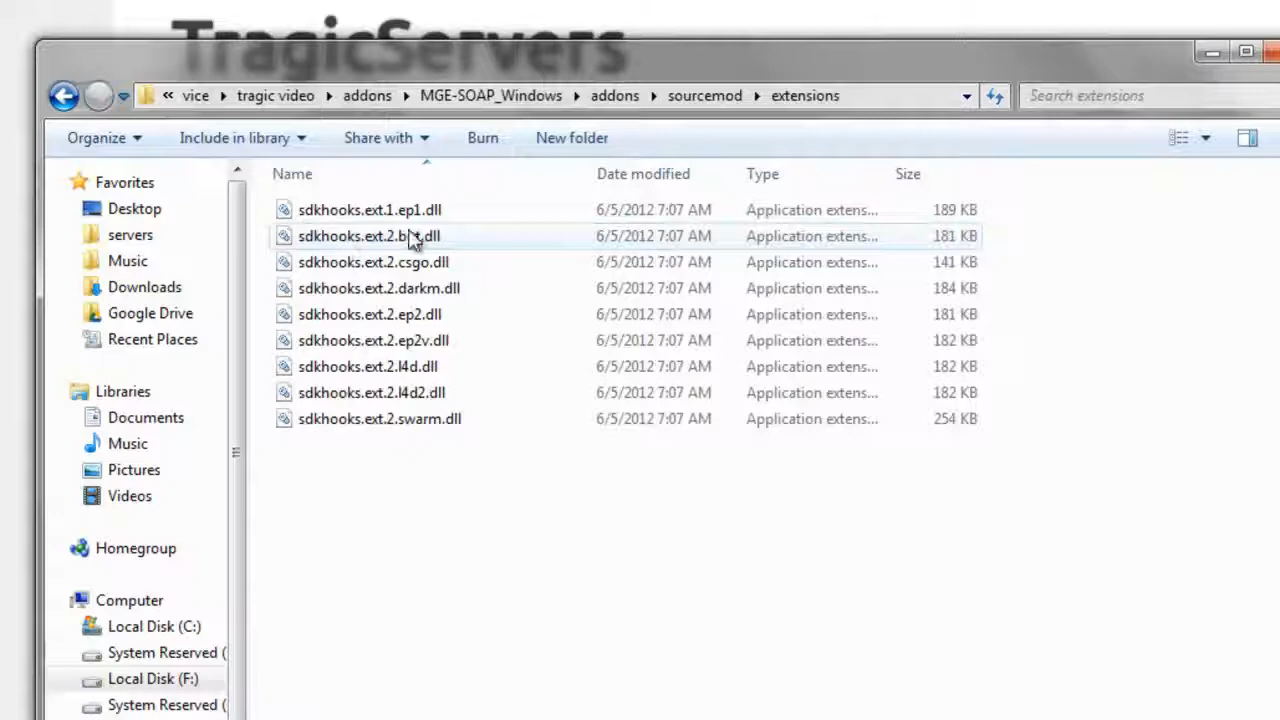 TragicServers
« vice tragic video addons MGE-SOAP_Windows addons sourcemod extensions Search extensions
Organize Include in library Share with Burn New folder
Name Date modified Type Size
Favorites
Desktop
servers
Music
Downloads
Google Drive
Recent Places
Libraries
Documents
Music
Pictures
Videos
Homegroup
Computer
Local Disk (C:)
System Reserved (
Local Disk (F:)
System Reserved (
sdkhooks.ext.1.ep1.dll 6/5/2012 7:07 AM Application extens... 189 KB
6/5/2012 7:07 AM Application extens... 181 KB
sdkhooks.ext.2.csgo.dll 6/5/2012 7:07 AM Application extens... 141 KB
sdkhooks.ext.2.darkm.dll 6/5/2012 7:07 AM Application extens... 184 KB
sdkhooks.ext.2.ep2.dll 6/5/2012 7:07 AM Application extens... 181 KB
sdkhooks.ext.2.ep2v.dll 6/5/2012 7:07 AM Application extens... 182 KB
sdkhooks.ext.2.l4d.dll 6/5/2012 7:07 AM Application extens... 182 KB
sdkhooks.ext.2.l4d2.dll 6/5/2012 7:07 AM Application extens... 182 KB
sdkhooks.ext.2.swarm.dll 6/5/2012 7:07 AM Application extens... 254 KB